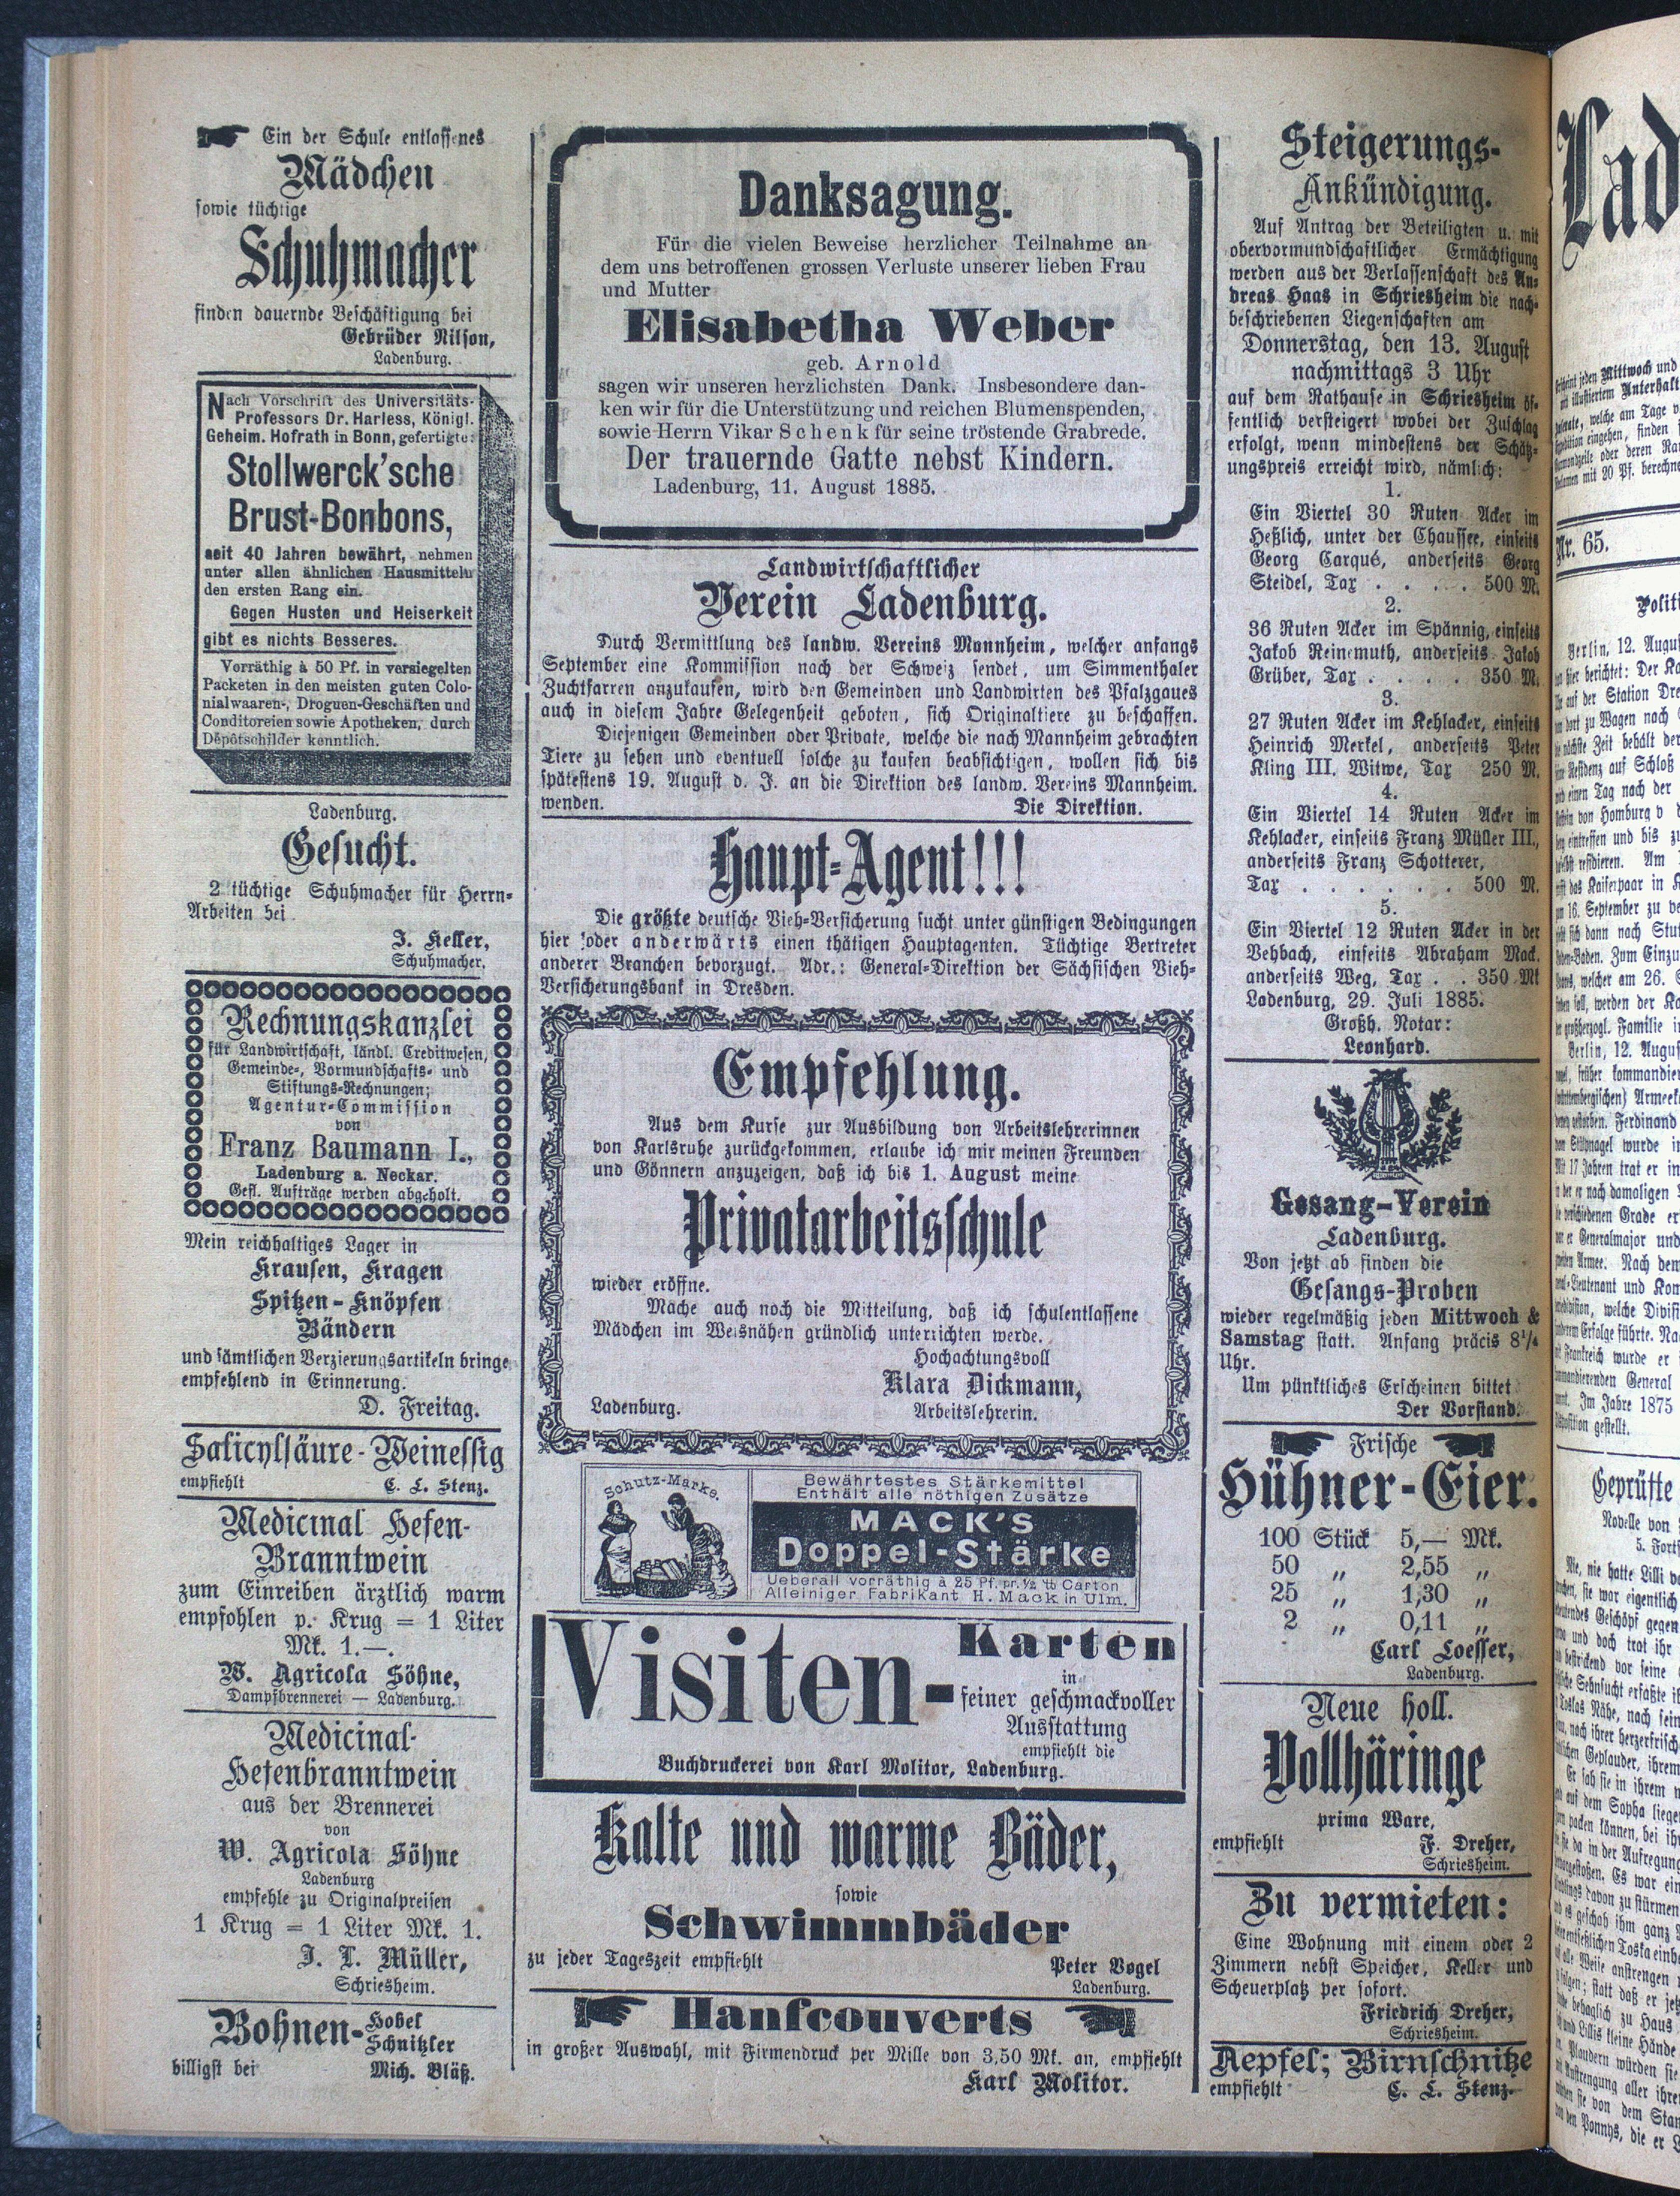 Ein der Schule entlassenes
Mädchen
sowie tüchtige
Schuhmacher
finden dauernde Beschäftigung bei
Gebrüder Nilson,
Ladenburg.
Nach Vorschrift des Universitäts-
Professors Dr. Harless, Königl.
Geheim. Hofrath in Bonn, gefertigte:
Stollwerck'sche
Brust-Bonbons,
seit 40 Jahren bewährt, nehmen
unter allen ähnlichen Hausmitteln
den ersten Rang ein.
Gegen Husten und Heiserkeit
gibt es nichts Besseres.
Vorräthig à 50 Pf. in versiegelten
Packeten in den meisten guten Colo-
nialwaaren-, Droguen-Geschäften und
Conditoreien sowie Apotheken, durch
Dépôtschilder kenntlich.
Ladenburg.
Gesucht.
2 tüchtige Schuhmacher für Herrn-
Arbeiten bei
J. Keller,
Schuhmacher.
Rechnungskanzlei
für Landwirtschaft, ländl. Creditwesen,
Gemeinde-, Vormundschafts- und
Stiftungs-Rechnungen;
Agentur-Commission
von
Franz Baumann I.,
Ladenburg a. Neckar.
Gefl. Aufträge werden abgeholt.
Mein reichhaltiges Lager in
Krausen, Kragen
Spitzen-Knöpfen
Bändern
und sämtlichen Verzierungsartikeln bringe
empfehlend in Erinnerung.
D. Freitag.
Salicylsäure-Weinessig
empfiehlt C. L. Stenz.
Medicinal Hefen-
Branntwein
zum Einreiben ärztlich warm
empfohlen p. Krug = 1 Liter
Mk. 1.—.
W. Agricola Söhne,
Dampfbrennerei — Ladenburg.
Medicinal-
Hefenbranntwein
aus der Brennerei
von
W. Agricola Söhne
Ladenburg
empfehle zu Originalpreisen
1 Krug = 1 Liter Mk. 1.
J. L. Müller,
Schriesheim.
Bohnen-Hobel
Schnitzler
billigst bei Mich. Bläß.
Danksagung.
Für die vielen Beweise herzlicher Teilnahme an
dem uns betroffenen grossen Verluste unserer lieben Frau
und Mutter
Elisabetha Weber
geb. Arnold
sagen wir unseren herzlichsten Dank. Insbesondere dan-
ken wir für die Unterstützung und reichen Blumenspenden,
sowie Herrn Vikar Schenk für seine tröstende Grabrede.
Der trauernde Gatte nebst Kindern.
Ladenburg, 11. August 1885.
Landwirtschaftlicher
Verein Ladenburg.
Durch Vermittlung des landw. Vereins Mannheim, welcher anfangs
September eine Kommission nach der Schweiz sendet, um Simmenthaler
Zuchtfarren anzukaufen, wird den Gemeinden und Landwirten des Pfalzgaues
auch in diesem Jahre Gelegenheit geboten, sich Originaltiere zu beschaffen.
Diejenigen Gemeinden oder Private, welche die nach Mannheim gebrachten
Tiere zu sehen und eventuell solche zu kaufen beabsichtigen, wollen sich bis
spätestens 19. August d. J. an die Direktion des landw. Vereins Mannheim.
wenden. Die Direktion.
Haupt-Agent!!!
Die größte deutsche Vieh-Versicherung sucht unter günstigen Bedingungen
hier oder anderwärts einen thätigen Hauptagenten. Tüchtige Vertreter
anderer Branchen bevorzugt. Adr.: General-Direktion der Sächsischen Vieh-
Versicherungsbank in Dresden.
Empfehlung.
Aus dem Kurse zur Ausbildung von Arbeitslehrerinnen
von Karlsruhe zurückgekommen, erlaube ich mir meinen Freunden
und Gönnern anzuzeigen, daß ich bis 1. August meine
Privatarbeitsschule
wieder eröffne.
Mache auch noch die Mitteilung, daß ich schulentlassene
Mädchen im Weisnähen gründlich unterrichten werde.
Hochachtungsvoll
Klara Dickmann,
Ladenburg. Arbeitslehrerin.
Schutz-Marke.
Bewährtestes Stärkemittel
Enthält alle nöthigen Zusätze
MACK'S
Doppel-Stärke
Ueberall vorräthig à 25 Pf. pr. ½ ℔ Carton
Alleiniger Fabrikant H. Mack in Ulm.
Visiten-Karten
in
feiner geschmackvoller
Ausstattung
empfiehlt die
Buchdruckerei von Karl Molitor, Ladenburg.
Kalte und warme Bäder,
sowie
Schwimmbäder
zu jeder Tageszeit empfiehlt Peter Vogel
Ladenburg.
Hanfcouverts
in großer Auswahl, mit Firmendruck per Mille von 3,50 Mk. an, empfiehlt
Karl Molitor.
Steigerungs-
Ankündigung.
Auf Antrag der Beteiligten u. mit
obervormundschaftlicher Ermächtigung
werden aus der Verlassenschaft des An-
dreas Haas in Schriesheim die nach-
beschriebenen Liegenschaften am
Donnerstag, den 13. August
nachmittags 3 Uhr
auf dem Rathause in Schriesheim öf-
fentlich versteigert wobei der Zuschlag
erfolgt, wenn mindestens der Schätz-
ungspreis erreicht wird, nämlich:
1.
Ein Viertel 30 Ruten Acker im
Heßlich, unter der Chaussee, einseits
Georg Carqué, anderseits Georg
Steidel, Tax . . . . 500 M.
2.
36 Ruten Acker im Spännig, einseits
Jakob Reinemuth, anderseits Jakob
Grüber, Tax . . . . 350 M.
3.
27 Ruten Acker im Kehlacker, einseits
Heinrich Merkel, anderseits Peter
Kling III. Witwe, Tax 250 M.
4.
Ein Viertel 14 Ruten Acker im
Kehlacker, einseits Franz Müller III.,
anderseits Franz Schotterer,
Tax . . . . . . 500 M.
5.
Ein Viertel 12 Ruten Acker in der
Vehbach, einseits Abraham Mack.
anderseits Weg, Tax . . 350 Mk
Ladenburg, 29. Juli 1885.
Großh. Notar:
Leonhard.
Gesang-Verein
Ladenburg.
Von jetzt ab finden die
Gesangs-Proben
wieder regelmäßig jeden Mittwoch &
Samstag statt. Anfang präcis 8¼
Uhr.
Um pünktliches Erscheinen bittet
Der Vorstand.
Frische
Hühner-Eier.
100 Stück 5,— Mk.
50 „ 2,55 „
25 „ 1,30 „
2 „ 0,11 „
Carl Loesser,
Ladenburg.
Neue holl.
Vollhäringe
prima Ware,
empfiehlt F. Dreher,
Schriesheim.
Zu vermieten:
Eine Wohnung mit einem oder 2
Zimmern nebst Speicher, Keller und
Scheuerplatz per sofort.
Friedrich Dreher,
Schriesheim.
Aepfel; Birnschnitze
empfiehlt C. L. Stenz.
Lad
Nr. 65.
Berlin, 12. Augu
Berlin, 12. Augus
Geprüfte
Novelle von